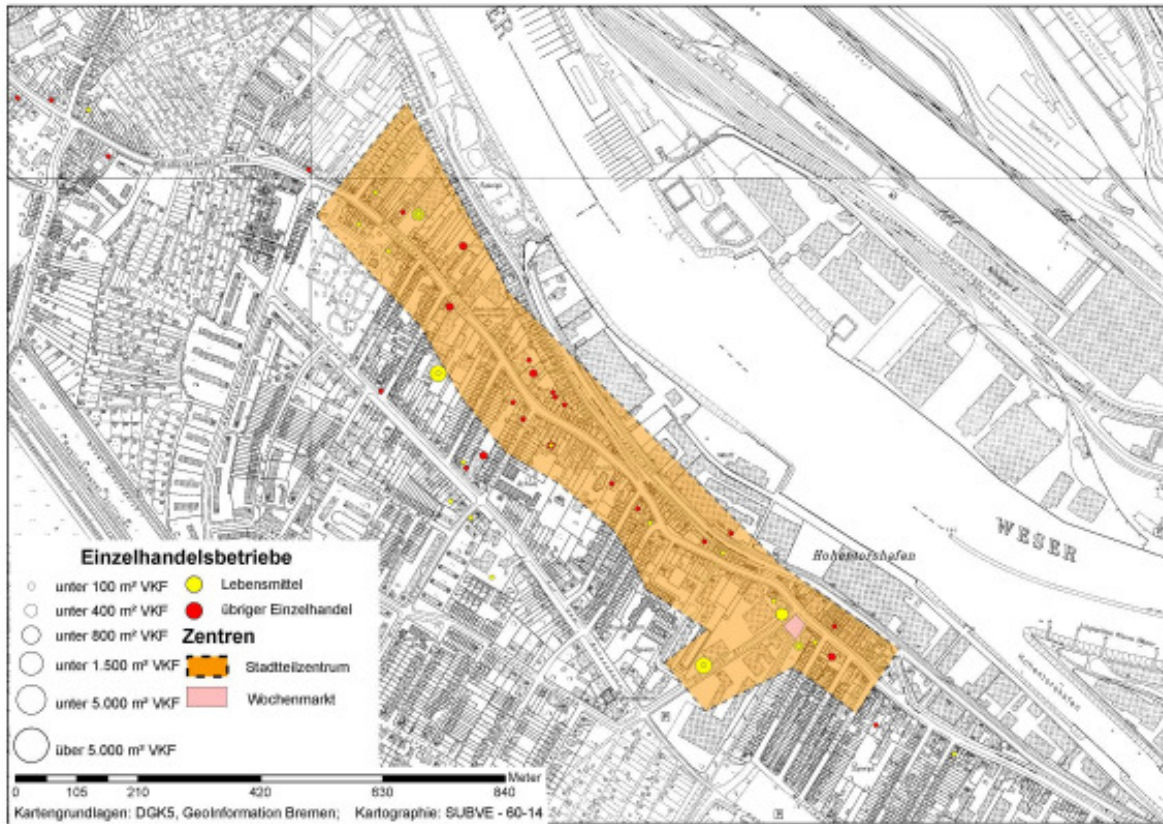 WESER
Hohentorshafen
Hohentorshafen
Einzelhandelsbetriebe
unter 100 m² VKF
Lebensmittel
unter 400 m² VKF
übriger Einzelhandel
unter 800 m² VKF
Zentren
unter 1.500 m² VKF
Stadtteilzentrum
unter 5.000 m² VKF
Wochenmarkt
über 5.000 m² VKF
0 105 210 420 630 840 Meter
Kartengrundlagen: DGK5, GeoInformation Bremen; Kartographie: SUBVE - 60-14